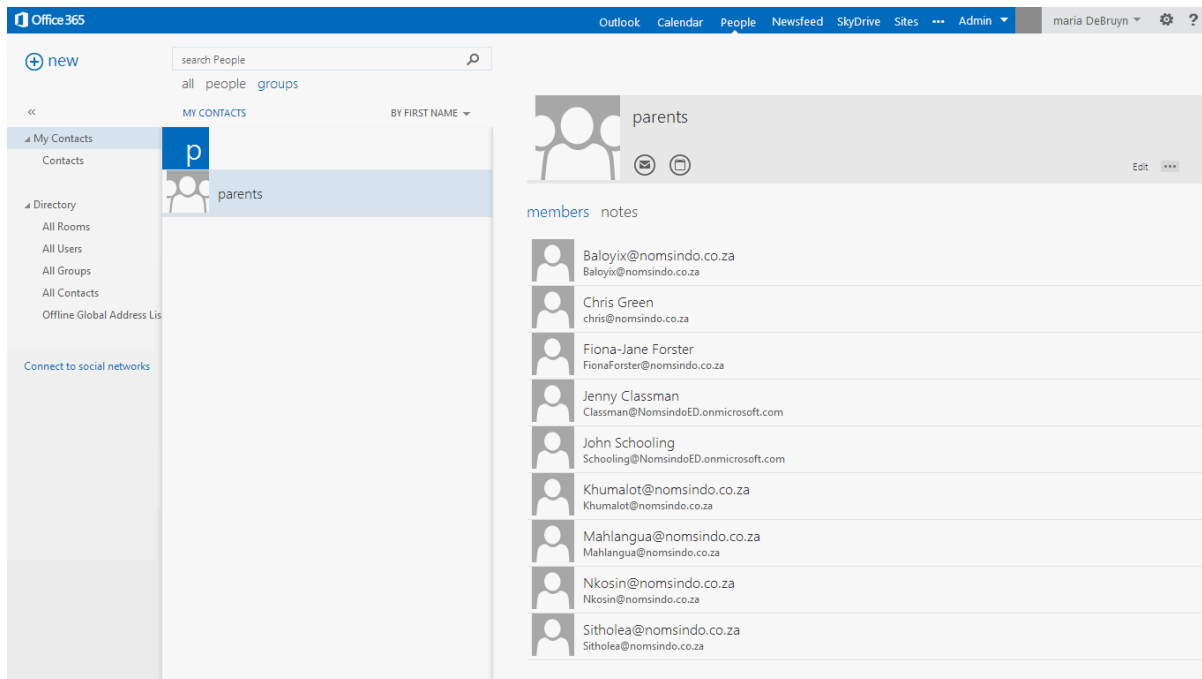 Office 365 Outlook Calendar People Newsfeed SkyDrive Sites ••• Admin maria DeBruyn ?
new
search People
all people groups
«
MY CONTACTS BY FIRST NAME
My Contacts
Contacts
Directory
All Rooms
All Users
All Groups
All Contacts
Offline Global Address Lis
Connect to social networks
p
parents
parents
Edit •••
members notes
Baloyix@nomsindo.co.za
Baloyix@nomsindo.co.za
Chris Green
chris@nomsindo.co.za
Fiona-Jane Forster
FionaForster@nomsindo.co.za
Jenny Classman
Classman@NomsindoED.onmicrosoft.com
John Schooling
Schooling@NomsindoED.onmicrosoft.com
Khumalot@nomsindo.co.za
Khumalot@nomsindo.co.za
Mahlangua@nomsindo.co.za
Mahlangua@nomsindo.co.za
Nkosin@nomsindo.co.za
Nkosin@nomsindo.co.za
Sitholea@nomsindo.co.za
Sitholea@nomsindo.co.za